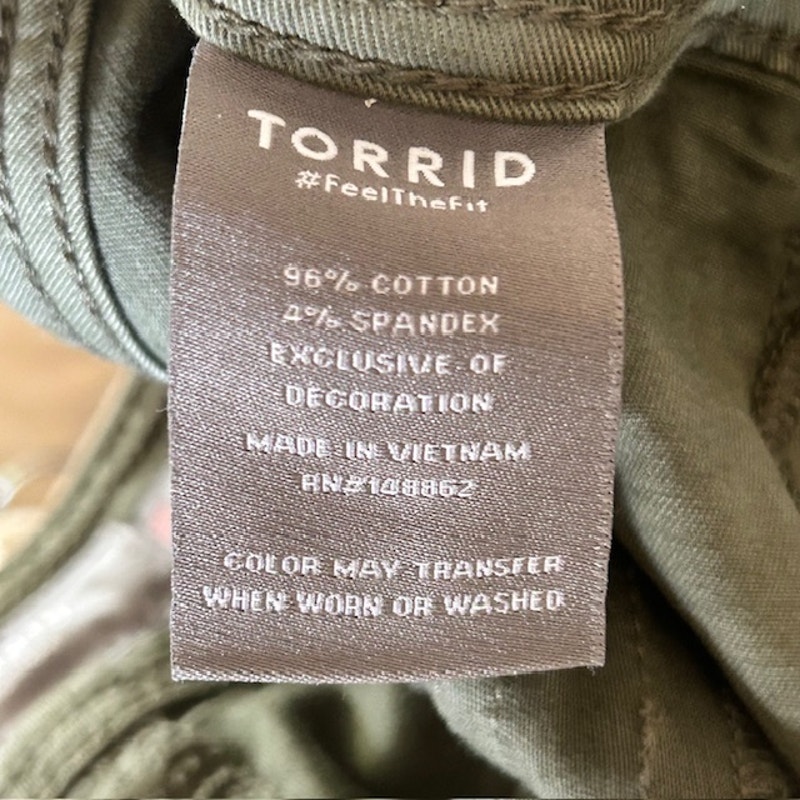 TORRID
#FeelTheFit
96% COTTON
4% SPANDEX
EXCLUSIVE OF
DECORATION
MADE IN VIETNAM
RN#148862
COLOR MAY TRANSFER
WHEN WORN OR WASHED